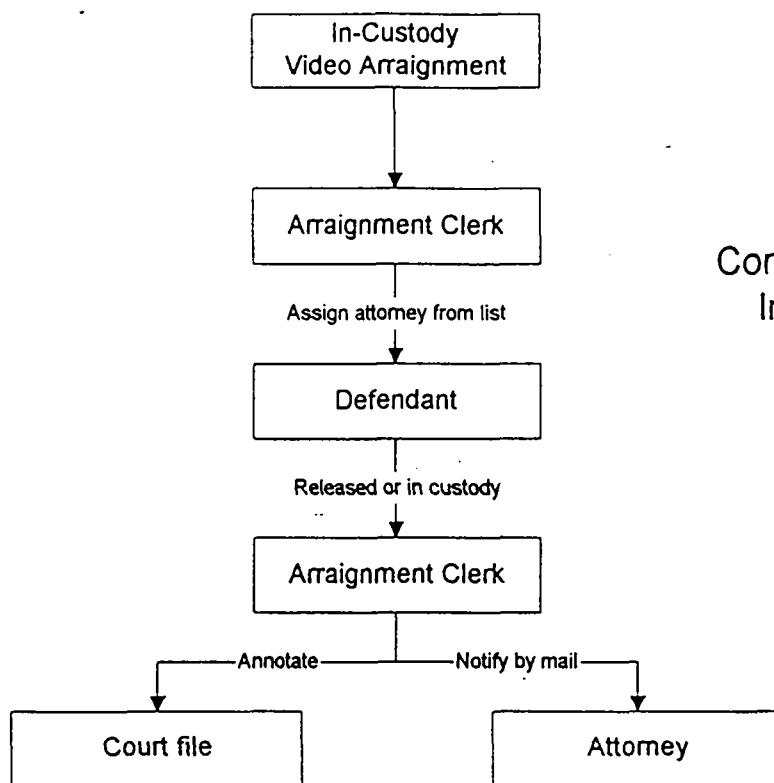 In-Custody
Video Arraignment
Arraignment Clerk
Assign attorney from list
Defendant
Released or in custody
Arraignment Clerk
Annotate
Notify by mail
Court file
Attorney